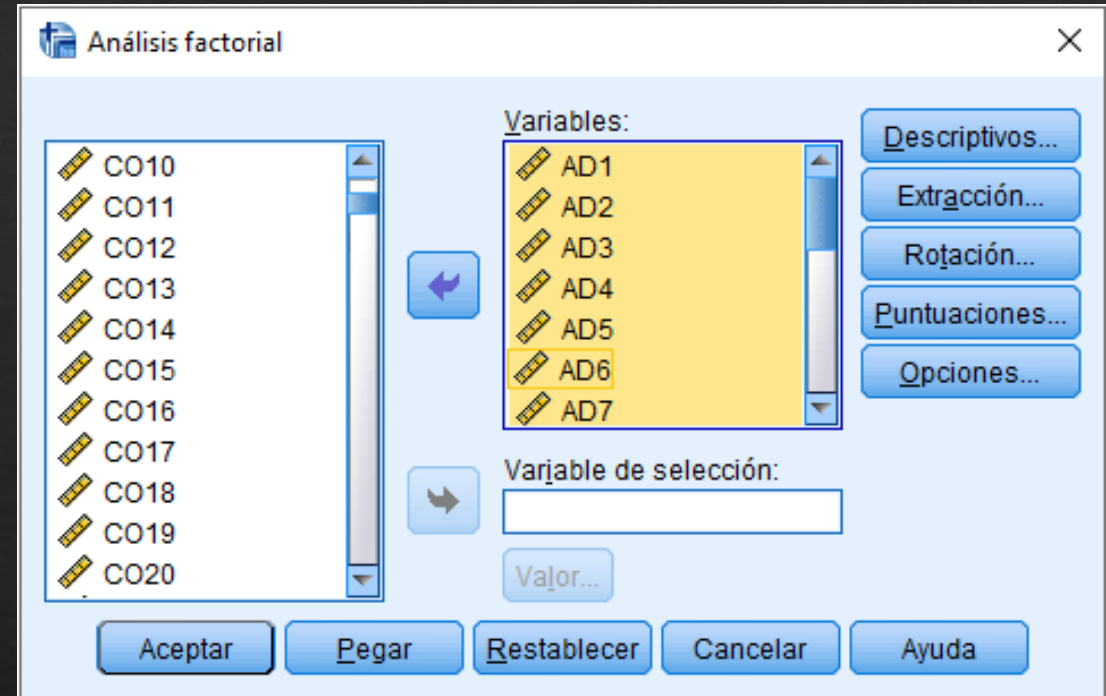 Análisis factorial
CO10
CO11
CO12
CO13
CO14
CO15
CO16
CO17
CO18
CO19
CO20
Variables:
AD1
AD2
AD3
AD4
AD5
AD6
AD7
Variable de selección:
Valor...
Descriptivos...
Extracción...
Rotación...
Puntuaciones...
Opciones...
Aceptar
Pegar
Restablecer
Cancelar
Ayuda